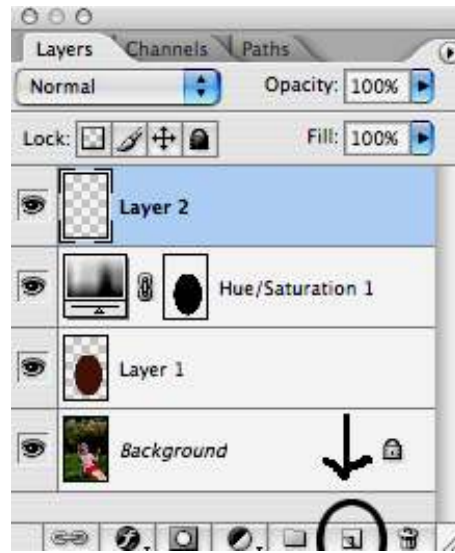 Layers Channels Paths
Normal Opacity: 100%
Lock: Fill: 100%
Layer 2
Hue/Saturation 1
Layer 1
Background